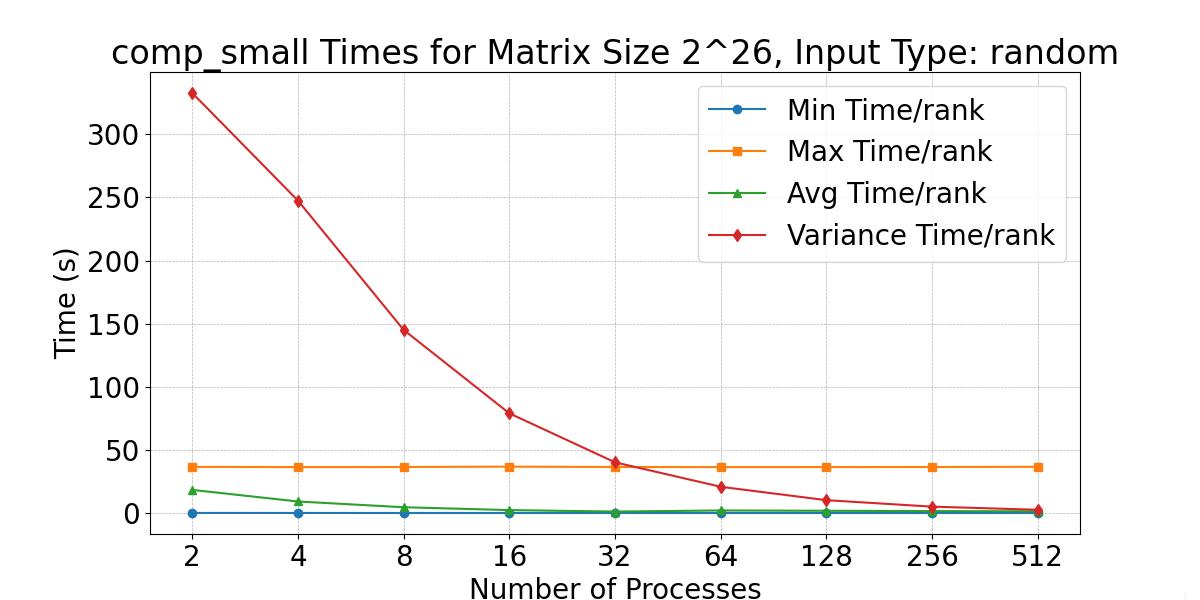 comp_small Times for Matrix Size 2^26, Input Type: random
Min Time/rank
Max Time/rank
Avg Time/rank
Variance Time/rank
Time (s)
300
250
200
150
100
50
0
2 4 8 16 32 64 128 256 512
Number of Processes